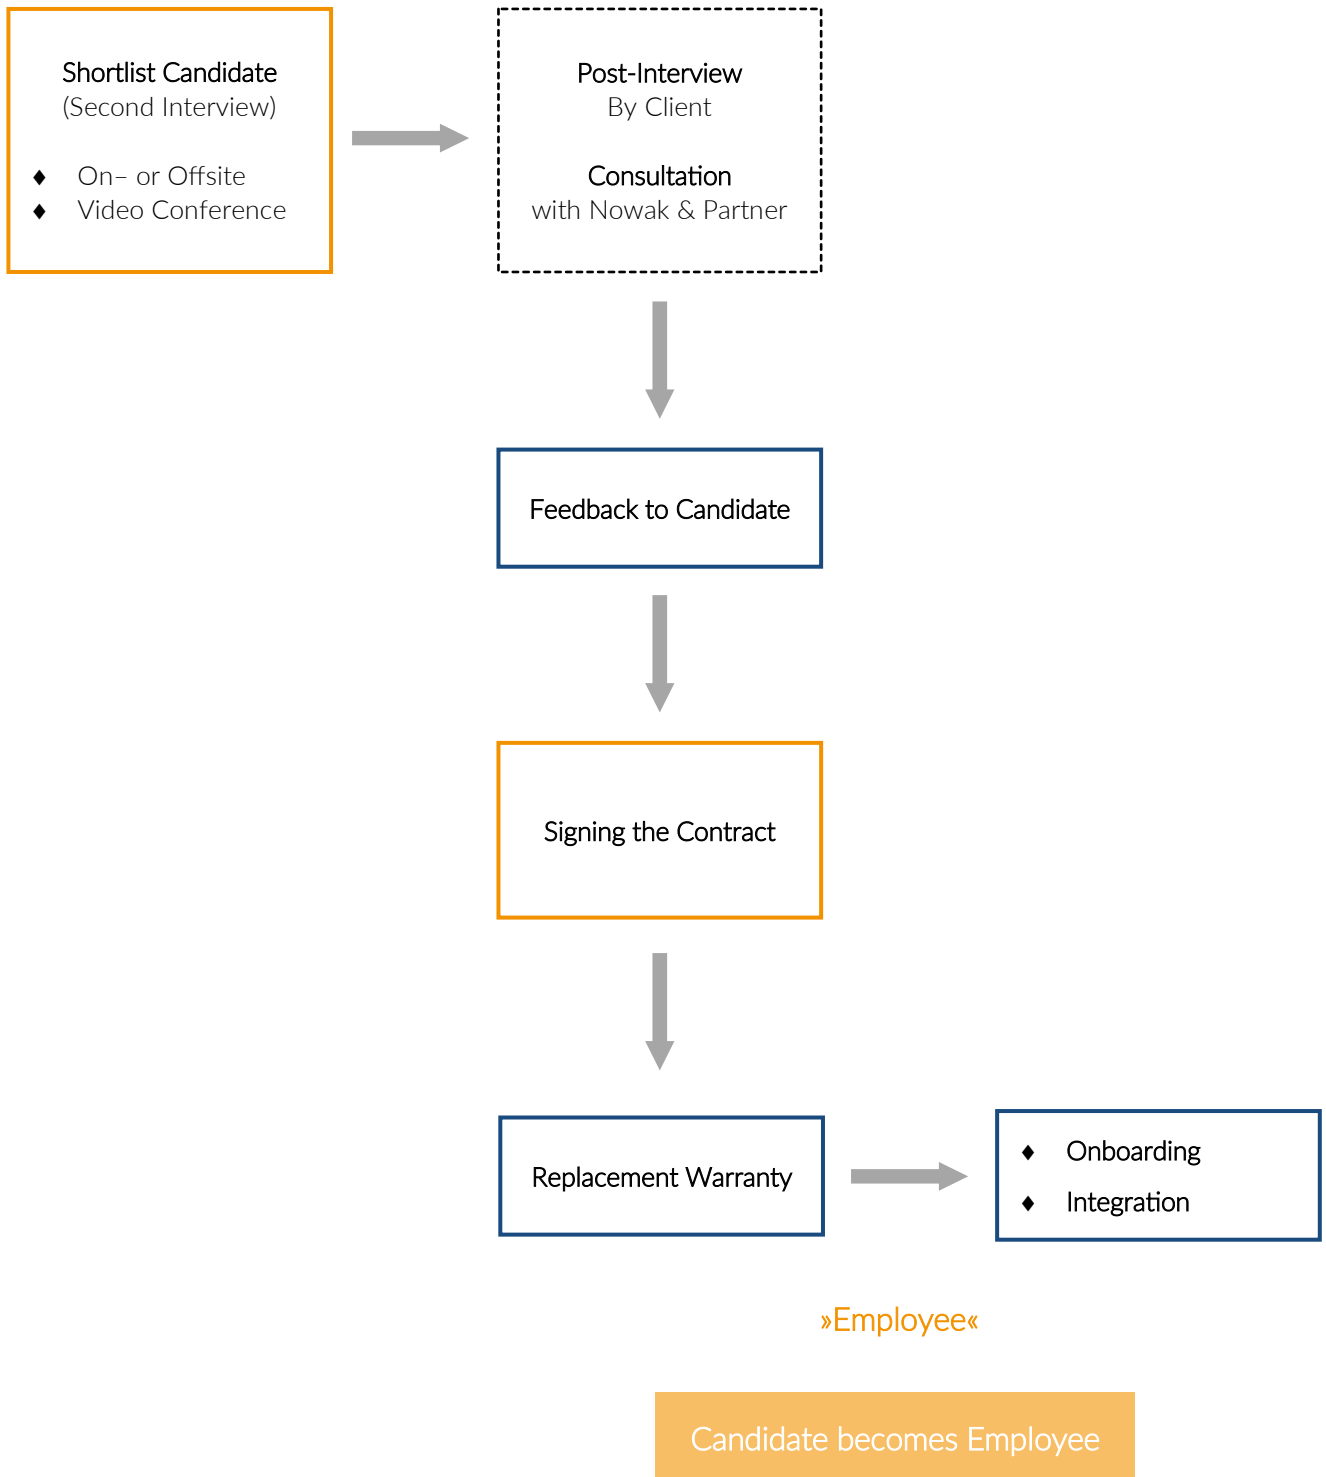 Shortlist Candidate
(Second Interview)
♦ On– or Offsite
♦ Video Conference
Post-Interview
By Client
Consultation
with Nowak & Partner
Feedback to Candidate
Signing the Contract
Replacement Warranty
♦ Onboarding
♦ Integration
»Employee«
Candidate becomes Employee